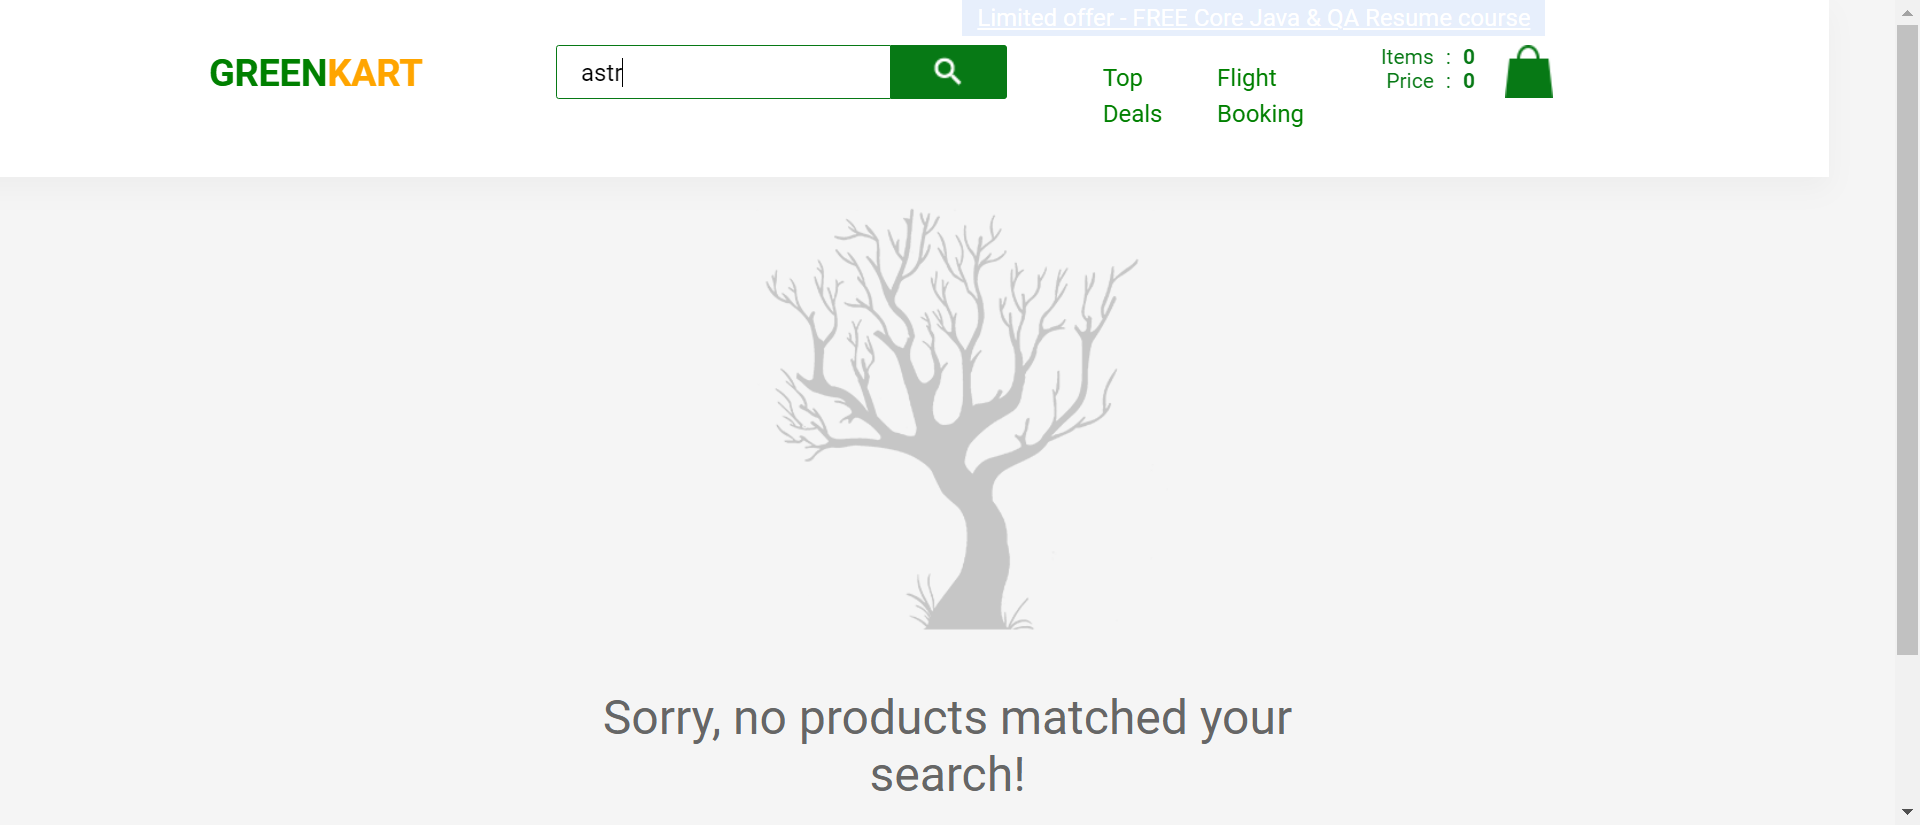 Limited offer - FREE Core Java & QA Resume course
GREENKART
astr
Top
Deals
Flight
Booking
Items : 0
Price : 0
Sorry, no products matched your
search!